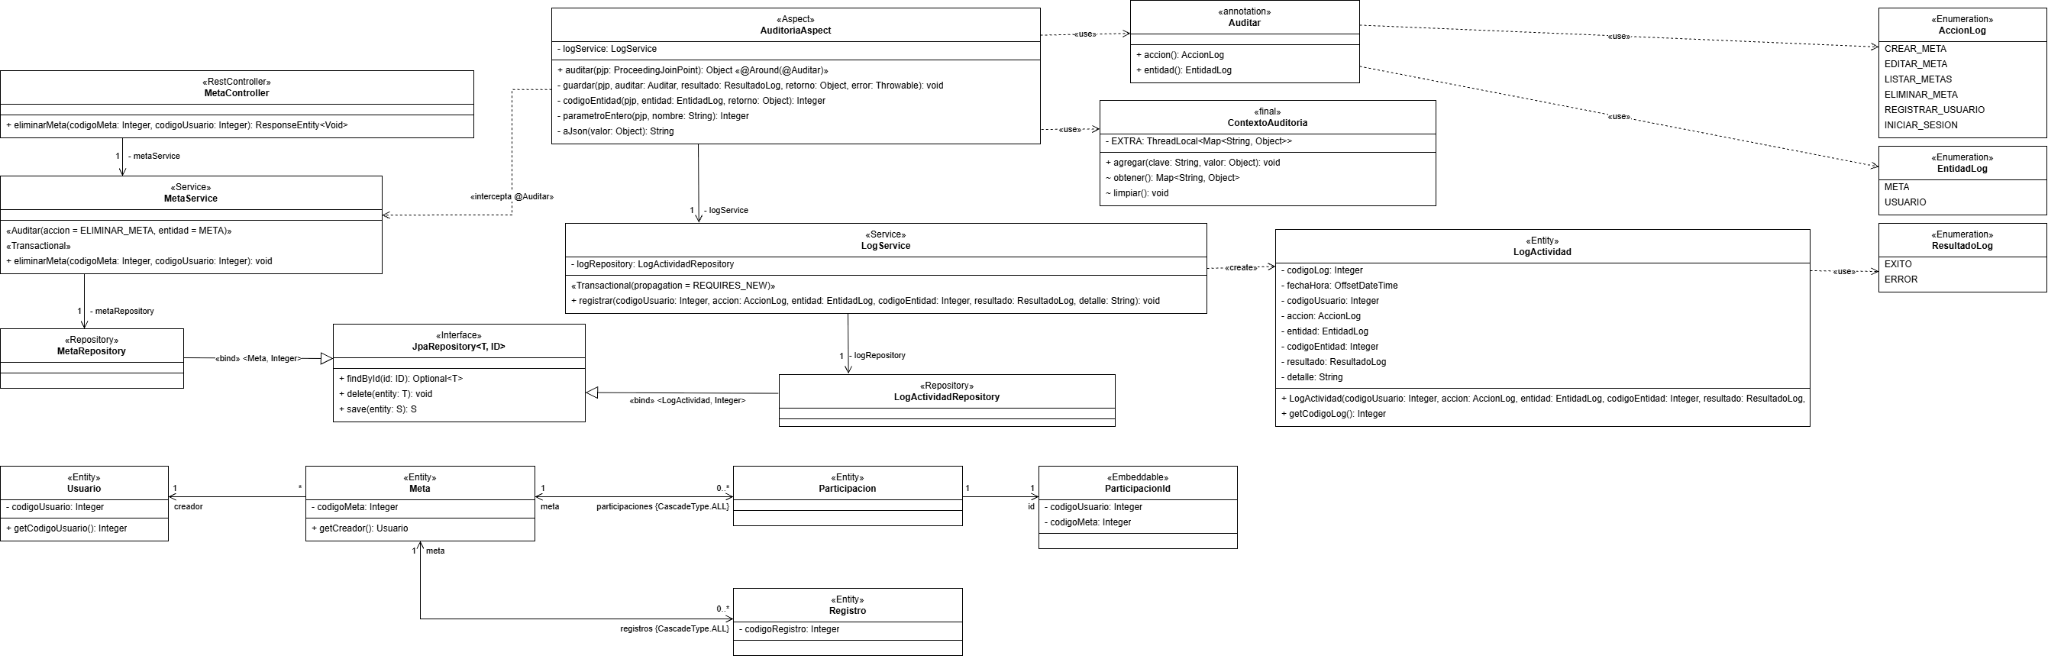 «RestController»
MetaController
+ eliminarMeta(codigoMeta: Integer, codigoUsuario: Integer): ResponseEntity<Void>
1
- metaService
«Service»
MetaService
«Auditar(accion = ELIMINAR_META, entidad = META)»
«Transactional»
+ eliminarMeta(codigoMeta: Integer, codigoUsuario: Integer): void
1
- metaRepository
«Repository»
MetaRepository
«bind» <Meta, Integer>
«Interface»
JpaRepository<T, ID>
+ findById(id: ID): Optional<T>
+ delete(entity: T): void
+ save(entity: S): S
«Aspect»
AuditoriaAspect
- logService: LogService
+ auditar(pjp: ProceedingJoinPoint): Object «@Around(@Auditar)»
- guardar(pjp, auditar: Auditar, resultado: ResultadoLog, retorno: Object, error: Throwable): void
- codigoEntidad(pjp, entidad: EntidadLog, retorno: Object): Integer
- parametroEntero(pjp, nombre: String): Integer
- aJson(valor: Object): String
«intercepta @Auditar»
1
- logService
«use»
«use»
«annotation»
Auditar
+ accion(): AccionLog
+ entidad(): EntidadLog
«use»
«use»
«final»
ContextoAuditoria
- EXTRA: ThreadLocal<Map<String, Object>>
+ agregar(clave: String, valor: Object): void
~ obtener(): Map<String, Object>
~ limpiar(): void
«Enumeration»
AccionLog
CREAR_META
EDITAR_META
LISTAR_METAS
ELIMINAR_META
REGISTRAR_USUARIO
INICIAR_SESION
«Enumeration»
EntidadLog
META
USUARIO
«Enumeration»
ResultadoLog
EXITO
ERROR
«Service»
LogService
- logRepository: LogActividadRepository
«Transactional(propagation = REQUIRES_NEW)»
+ registrar(codigoUsuario: Integer, accion: AccionLog, entidad: EntidadLog, codigoEntidad: Integer, resultado: ResultadoLog, detalle: String): void
«create»
1
- logRepository
«Repository»
LogActividadRepository
«bind» <LogActividad, Integer>
«Entity»
LogActividad
- codigoLog: Integer
- fechaHora: OffsetDateTime
- codigoUsuario: Integer
- accion: AccionLog
- entidad: EntidadLog
- codigoEntidad: Integer
- resultado: ResultadoLog
- detalle: String
+ LogActividad(codigoUsuario: Integer, accion: AccionLog, entidad: EntidadLog, codigoEntidad: Integer, resultado: ResultadoLog,
+ getCodigoLog(): Integer
«use»
«Entity»
Usuario
- codigoUsuario: Integer
+ getCodigoUsuario(): Integer
1
creador
*
«Entity»
Meta
- codigoMeta: Integer
+ getCreador(): Usuario
1
meta
0..*
participaciones {CascadeType.ALL}
«Entity»
Participacion
1
1
id
«Embeddable»
ParticipacionId
- codigoUsuario: Integer
- codigoMeta: Integer
1
meta
0..*
registros {CascadeType.ALL}
«Entity»
Registro
- codigoRegistro: Integer